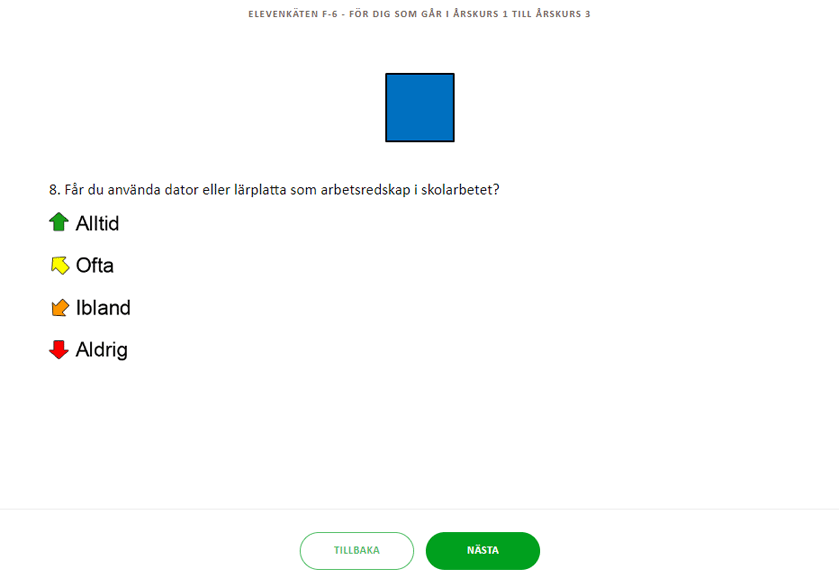 ELEVENKÄTEN F-6 - FÖR DIG SOM GÅR I ÅRSKURS 1 TILL ÅRSKURS 3
8. Får du använda dator eller lärplatta som arbetsredskap i skolarbetet?
Alltid
Ofta
Ibland
Aldrig
TILLBAKA
NÄSTA